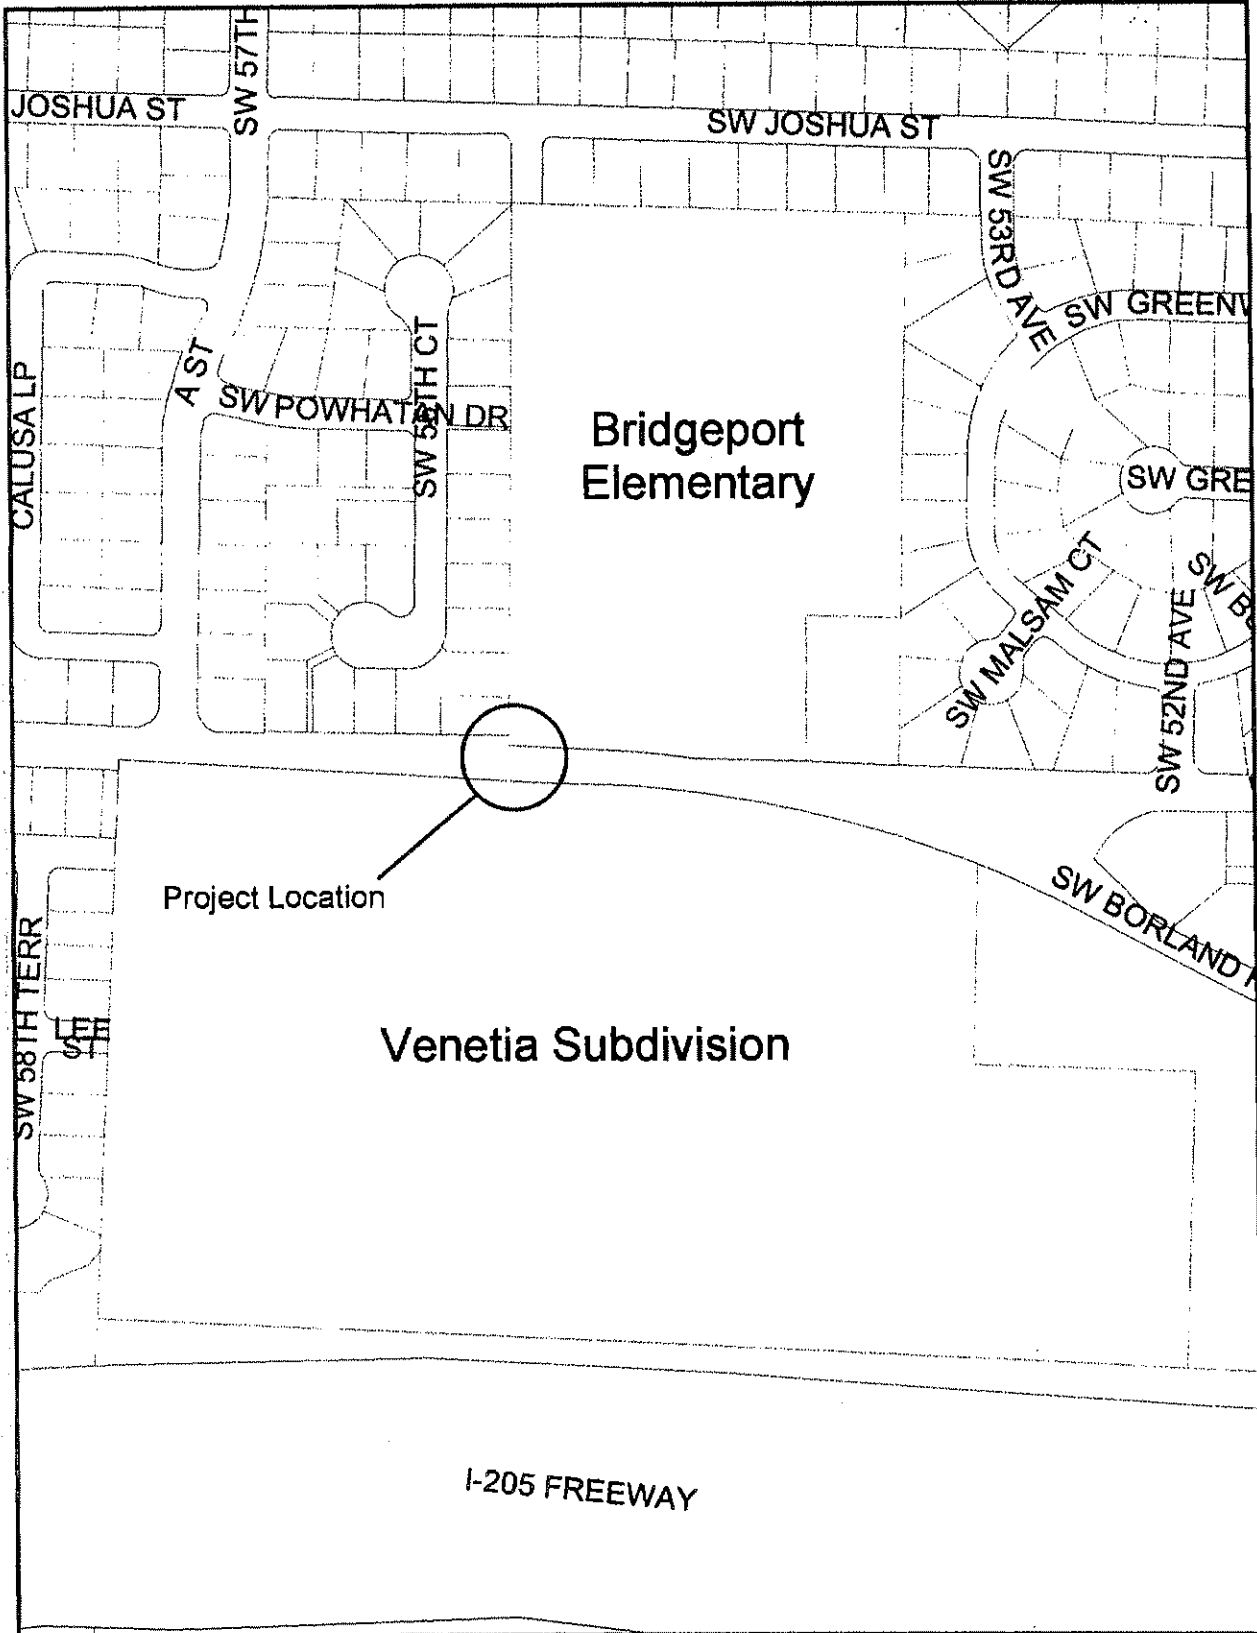 SW 57TH
JOSHUA ST
SW JOSHUA ST
SW 53RD AVE
SW GREENW
CALUSA LP
A ST
SW POWHATAN DR
CT
Bridgeport
Elementary
SW GRE
SW MALSAM CT
SW 52ND AVE
SW
Project Location
SW BORLAND
SW 58TH TERR
LEE
ST
Venetia Subdivision
I-205 FREEWAY